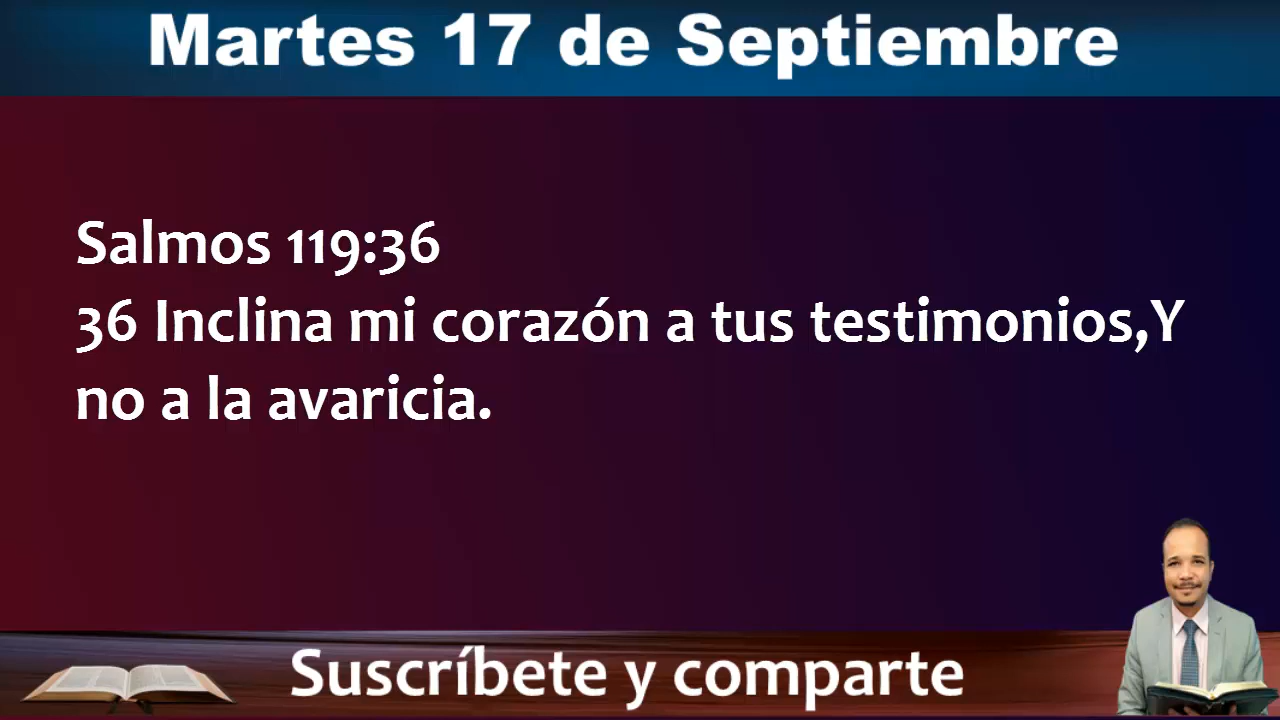 Martes 17 de Septiembre
Salmos 119:36
36 Inclina mi corazón a tus testimonios,Y
no a la avaricia.
Suscríbete y comparte